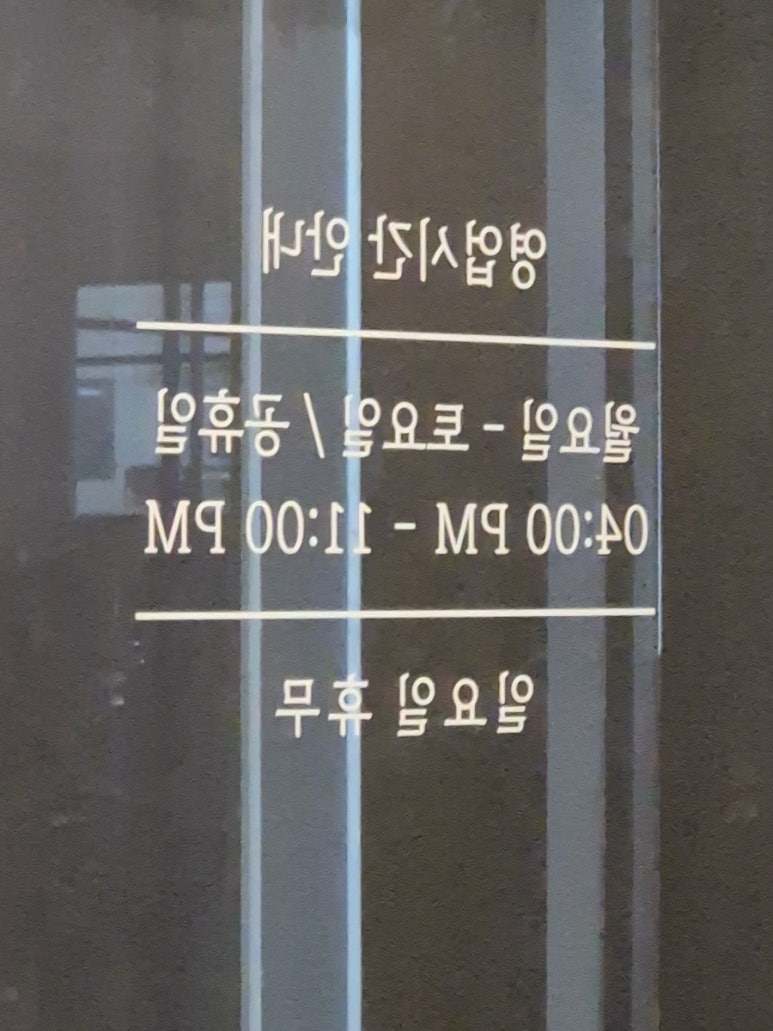 영업시간 안내
월요일 - 토요일 / 공휴일
04:00 PM - 11:00 PM
일요일 휴무